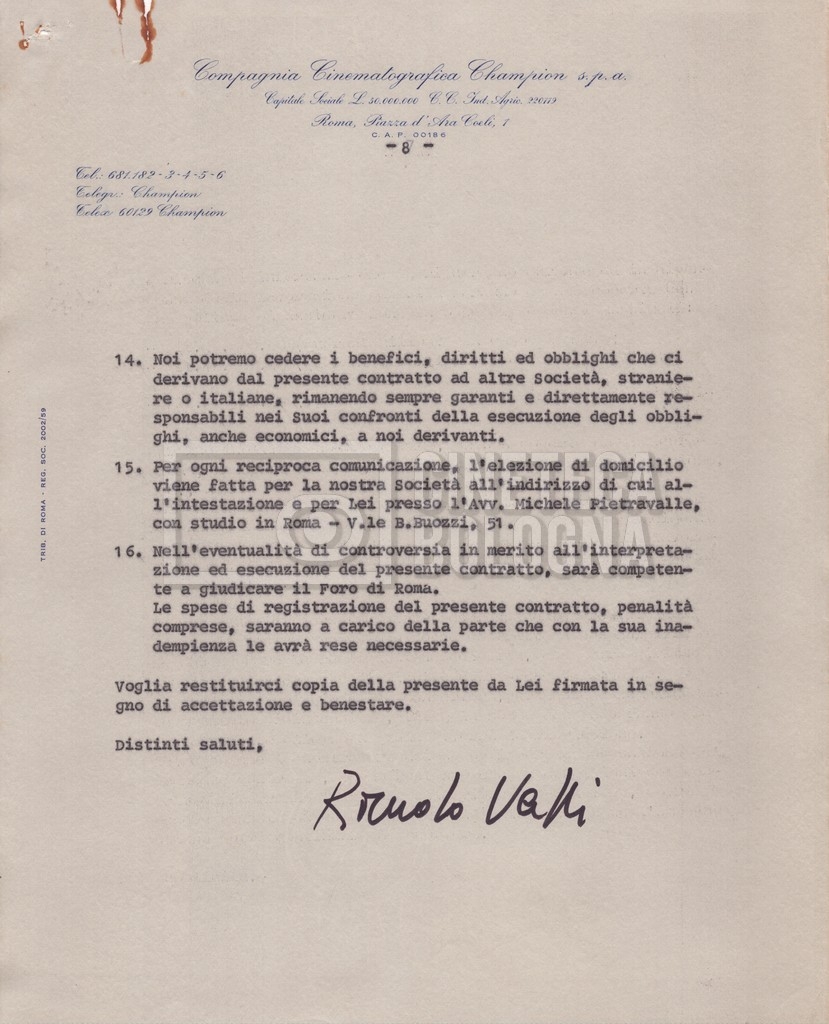 Compagnia Cinematografica Champion s.p.a.
Capitale Sociale L. 50.000.000 C. C. Ind. Agric. 220179
Roma, Piazza d'Ara Coeli, 1
C. A. P. 00186
- 8 -
Tel.: 681.182 - 3 - 4 - 5 - 6
Telegr.: Champion
Telex 60129 Champion
TRIB. DI ROMA - REG. SOC. 2002/59
14. Noi potremo cedere i benefici, diritti ed obblighi che ci
derivano dal presente contratto ad altre Società, stranie-
re o italiane, rimanendo sempre garanti e direttamente re-
sponsabili nei Suoi confronti della esecuzione degli obbli-
ghi, anche economici, a noi derivanti.
15. Per ogni reciproca comunicazione, l'elezione di domicilio
viene fatta per la nostra Società all'indirizzo di cui al-
l'intestazione e per Lei presso l'Avv. Michele Pietravalle,
con studio in Roma - V.le B.Buozzi, 51.
CINETECA
BOLOGNA
16. Nell'eventualità di controversia in merito all'interpreta-
zione ed esecuzione del presente contratto, sarà competen-
te a giudicare il Foro di Roma.
Le spese di registrazione del presente contratto, penalità
comprese, saranno a carico della parte che con la sua ina-
dempienza le avrà rese necessarie.
Voglia restituirci copia della presente da Lei firmata in se-
gno di accettazione e benestare.
Distinti saluti,
Romolo Valli